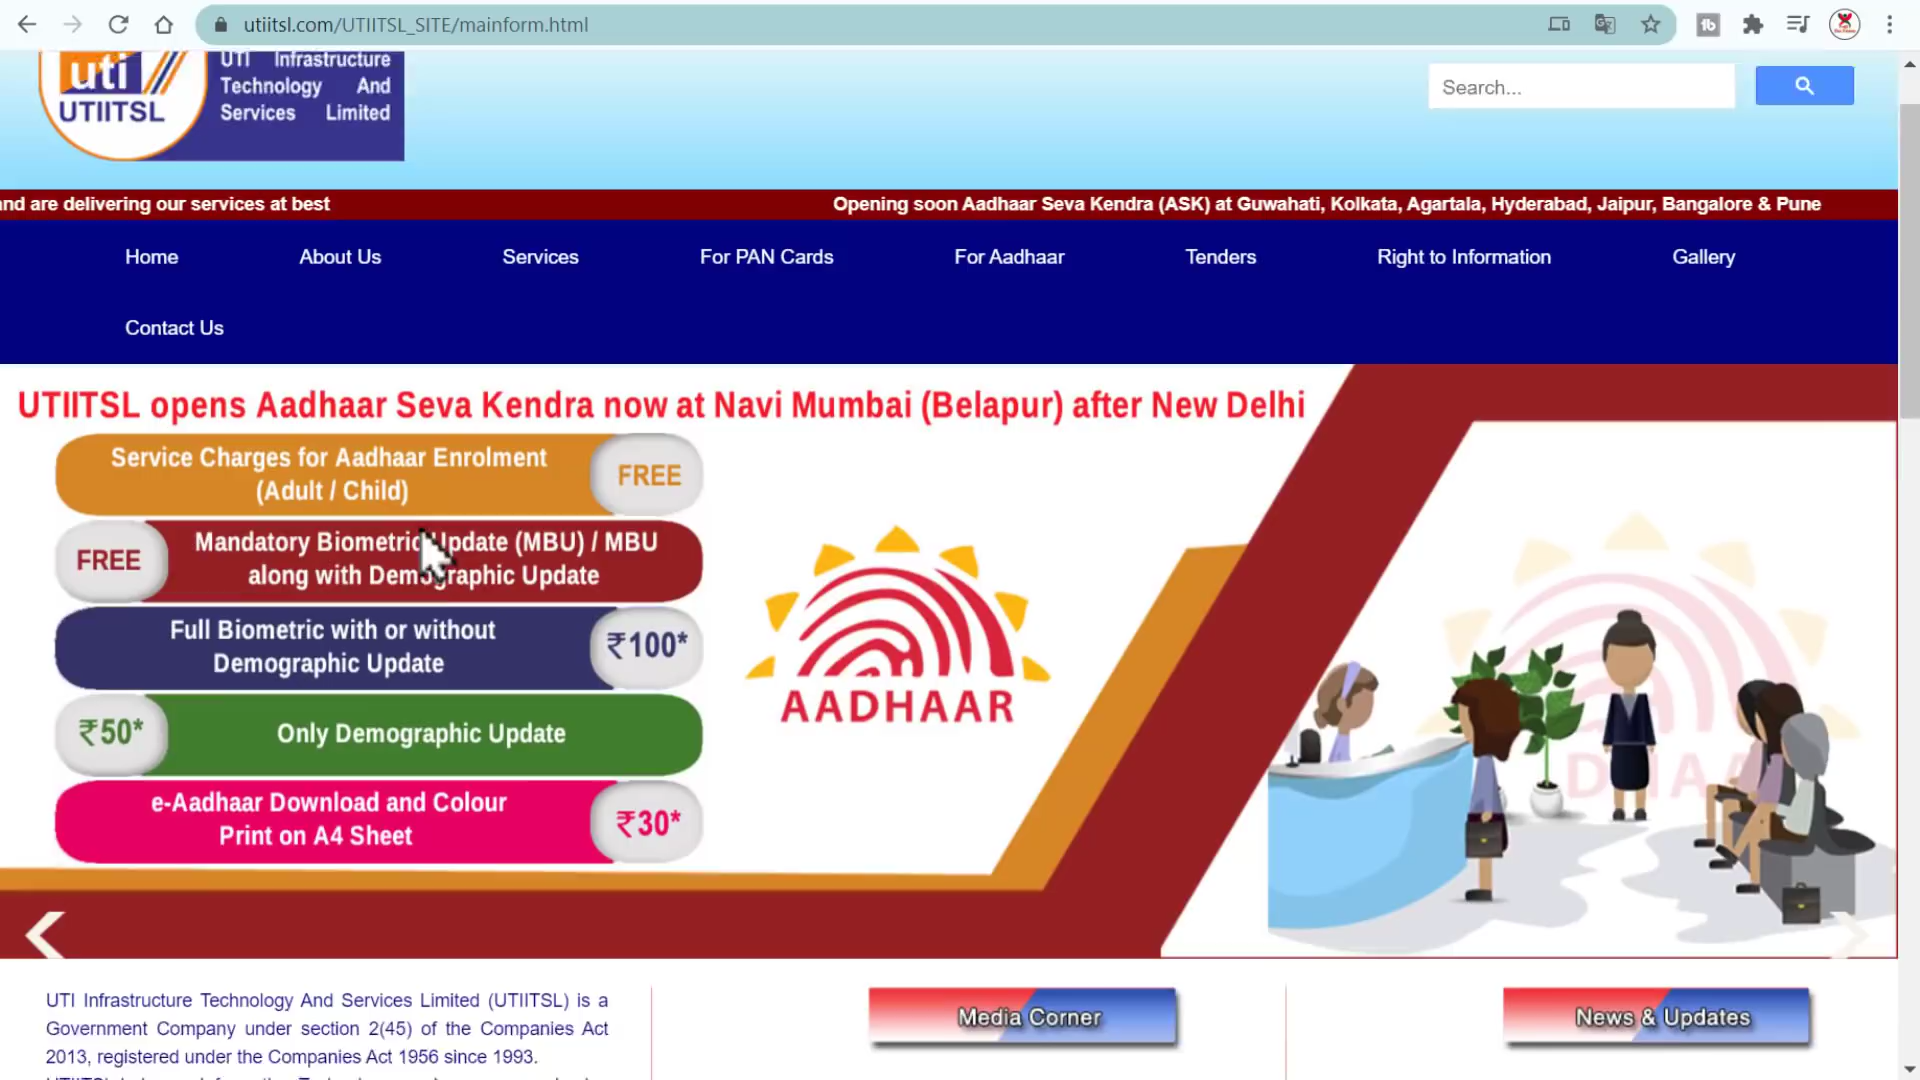 utiitsl.com/UTIITSL_SITE/mainform.html
uti
UTIITSL
UTI Infrastructure
Technology And
Services Limited
Search...
and are delivering our services at best
Opening soon Aadhaar Seva Kendra (ASK) at Guwahati, Kolkata, Agartala, Hyderabad, Jaipur, Bangalore & Pune
Home
About Us
Services
For PAN Cards
For Aadhaar
Tenders
Right to Information
Gallery
Contact Us
UTIITSL opens Aadhaar Seva Kendra now at Navi Mumbai (Belapur) after New Delhi
Service Charges for Aadhaar Enrolment
(Adult / Child)
FREE
FREE
Mandatory Biometric Update (MBU) / MBU
along with Demographic Update
Full Biometric with or without
Demographic Update
₹100*
₹50*
Only Demographic Update
e-Aadhaar Download and Colour
Print on A4 Sheet
₹30*
AADHAAR
UTI Infrastructure Technology And Services Limited (UTIITSL) is a
Government Company under section 2(45) of the Companies Act
2013, registered under the Companies Act 1956 since 1993.
Media Corner
News & Updates